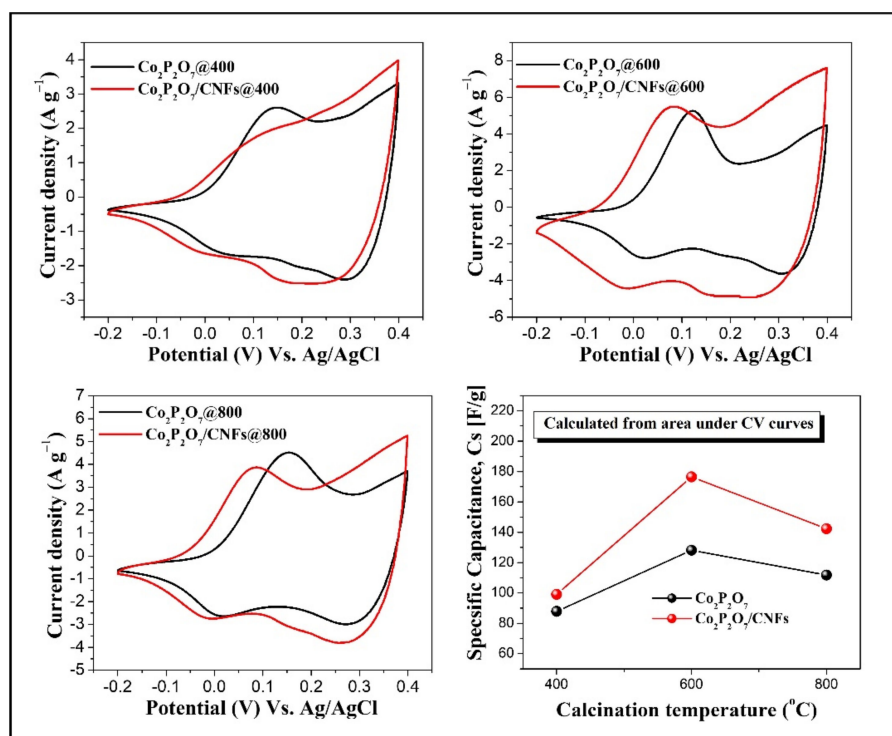 Co₂P₂O₇@400
Co₂P₂O₇/CNFs@400
Current density (A g⁻¹)
4
3
2
1
0
-1
-2
-3
-0.2 -0.1 0.0 0.1 0.2 0.3 0.4
Potential (V) Vs. Ag/AgCl
Co₂P₂O₇@600
Co₂P₂O₇/CNFs@600
Current density (A g⁻¹)
8
6
4
2
0
-2
-4
-6
-0.2 -0.1 0.0 0.1 0.2 0.3 0.4
Potential (V) Vs. Ag/AgCl
Co₂P₂O₇@800
Co₂P₂O₇/CNFs@800
Current density (A g⁻¹)
7
6
5
4
3
2
1
0
-1
-2
-3
-4
-5
-0.2 -0.1 0.0 0.1 0.2 0.3 0.4
Potential (V) Vs. Ag/AgCl
Calculated from area under CV curves
Specsific Capacitance, Cs [F/g]
220
200
180
160
140
120
100
80
60
Co₂P₂O₇
Co₂P₂O₇/CNFs
400 600 800
Calcination temperature (°C)